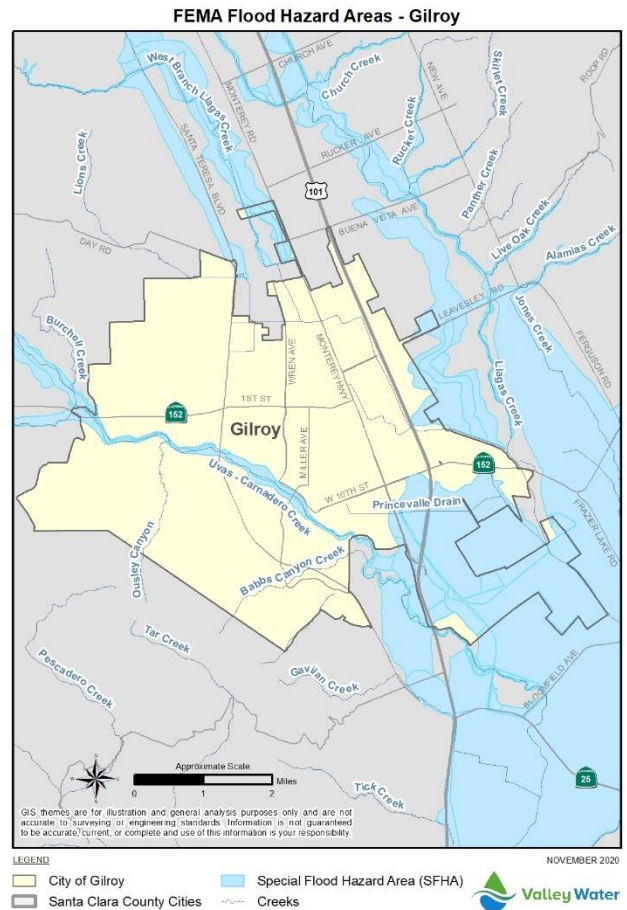 FEMA Flood Hazard Areas - Gilroy
CHURCH AVE
West Branch Llagas Creek
MONTEREY RD
Church Creek
NEW AVE
Skillet Creek
ROOP RD
SANTA TERESA BLVD
RUCKER AVE
Rucker Creek
Lions Creek
101
Panther Creek
BUENA VISTA AVE
DAY RD
Live Oak Creek
Alamias Creek
LEAVESLEY RD
Jones Creek
Burchell Creek
WREN AVE
MONTEREY HWY
Llagas Creek
FERGUSON RD
1ST ST
152
Gilroy
MILLER AVE
152
Uvas - Carnadero Creek
W 10TH ST
Princevalle Drain
FRAZER LAKE RD
Ousley Canyon
Babbs Canyon Creek
Tar Creek
Pescadero Creek
Gavilan Creek
BLOOMFIELD AVE
N
Approximate Scale
0 1 2 Miles
Tick Creek
25
GIS themes are for illustration and general analysis purposes only and are not
accurate to surveying or engineering standards. Information is not guaranteed
to be accurate, current, or complete and use of this information is your responsibility.
LEGEND
NOVEMBER 2020
City of Gilroy
Special Flood Hazard Area (SFHA)
Santa Clara County Cities
Creeks
Valley Water